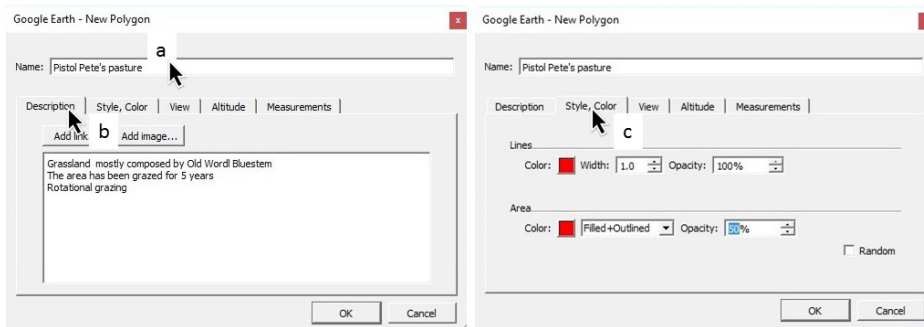 Google Earth - New Polygon
x
a
Name: Pistol Pete's pasture
Description Style, Color View Altitude Measurements
Add link b Add image...
Grassland mostly composed by Old Wordl Bluestem
The area has been grazed for 5 years
Rotational grazing
OK Cancel
Google Earth - New Polygon
Name: Pistol Pete's pasture
Description Style, Color View Altitude Measurements
c
Lines
Color: Width: 1.0 Opacity: 100%
Area
Color: Filled+Outlined Opacity: 50%
Random
OK Cancel